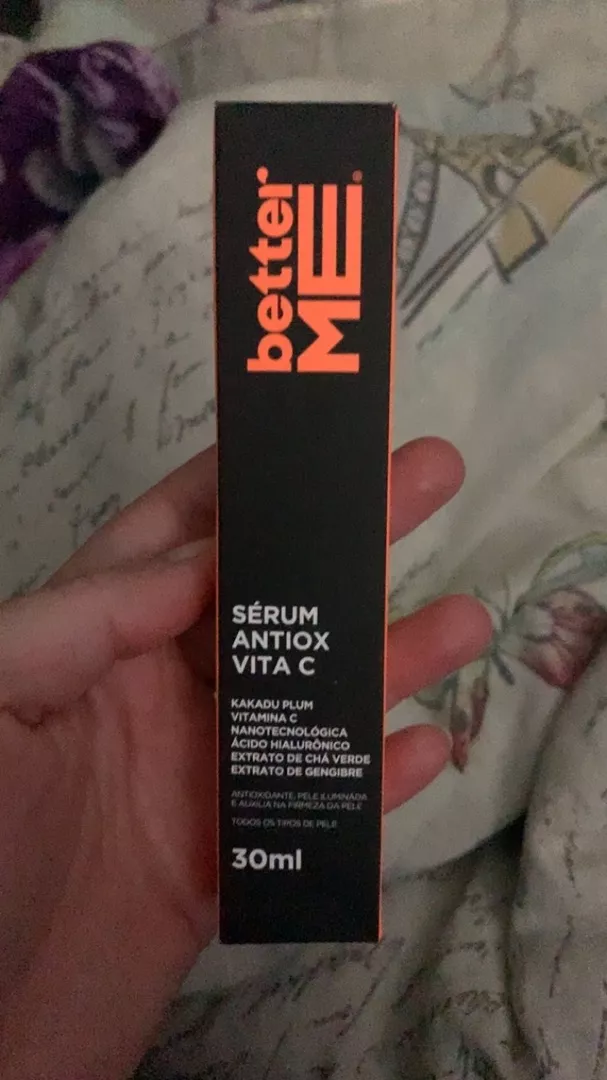 better
ME®
SÉRUM
ANTIOX
VITA C
KAKADU PLUM
VITAMINA C
NANOTECNOLÓGICA
ÁCIDO HIALURÔNICO
EXTRATO DE CHÁ VERDE
EXTRATO DE GENGIBRE
ANTIOXIDANTE, PELE ILUMINADA
E AUXILIA NA FIRMEZA DA PELE
TODOS OS TIPOS DE PELE
30ml